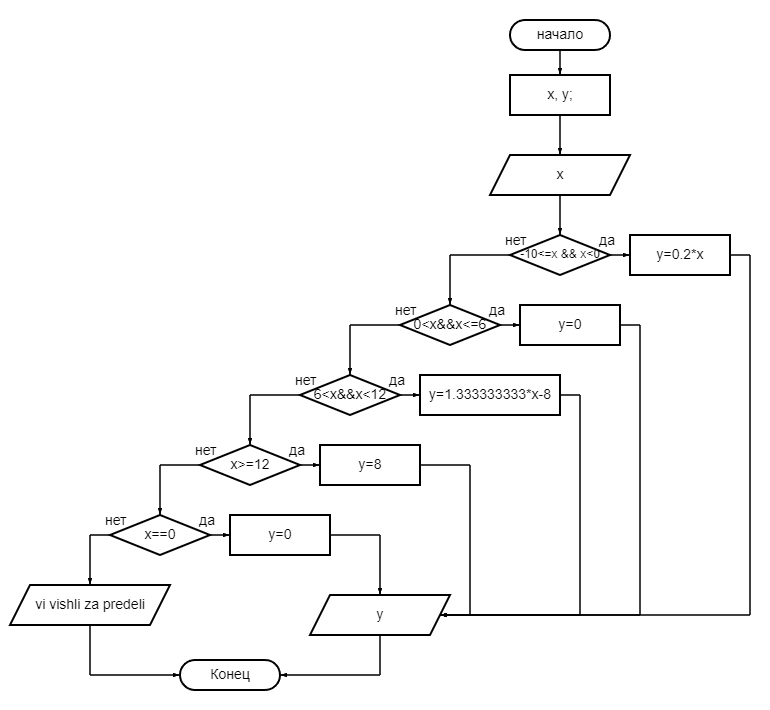 начало
x, y;
x
нет
да
-10<=x && x<0
y=0.2*x
нет
да
0<x&&x<=6
y=0
нет
да
6<x&&x<12
y=1.333333333*x-8
нет
да
x>=12
y=8
нет
да
x==0
y=0
vi vishli za predeli
y
Конец